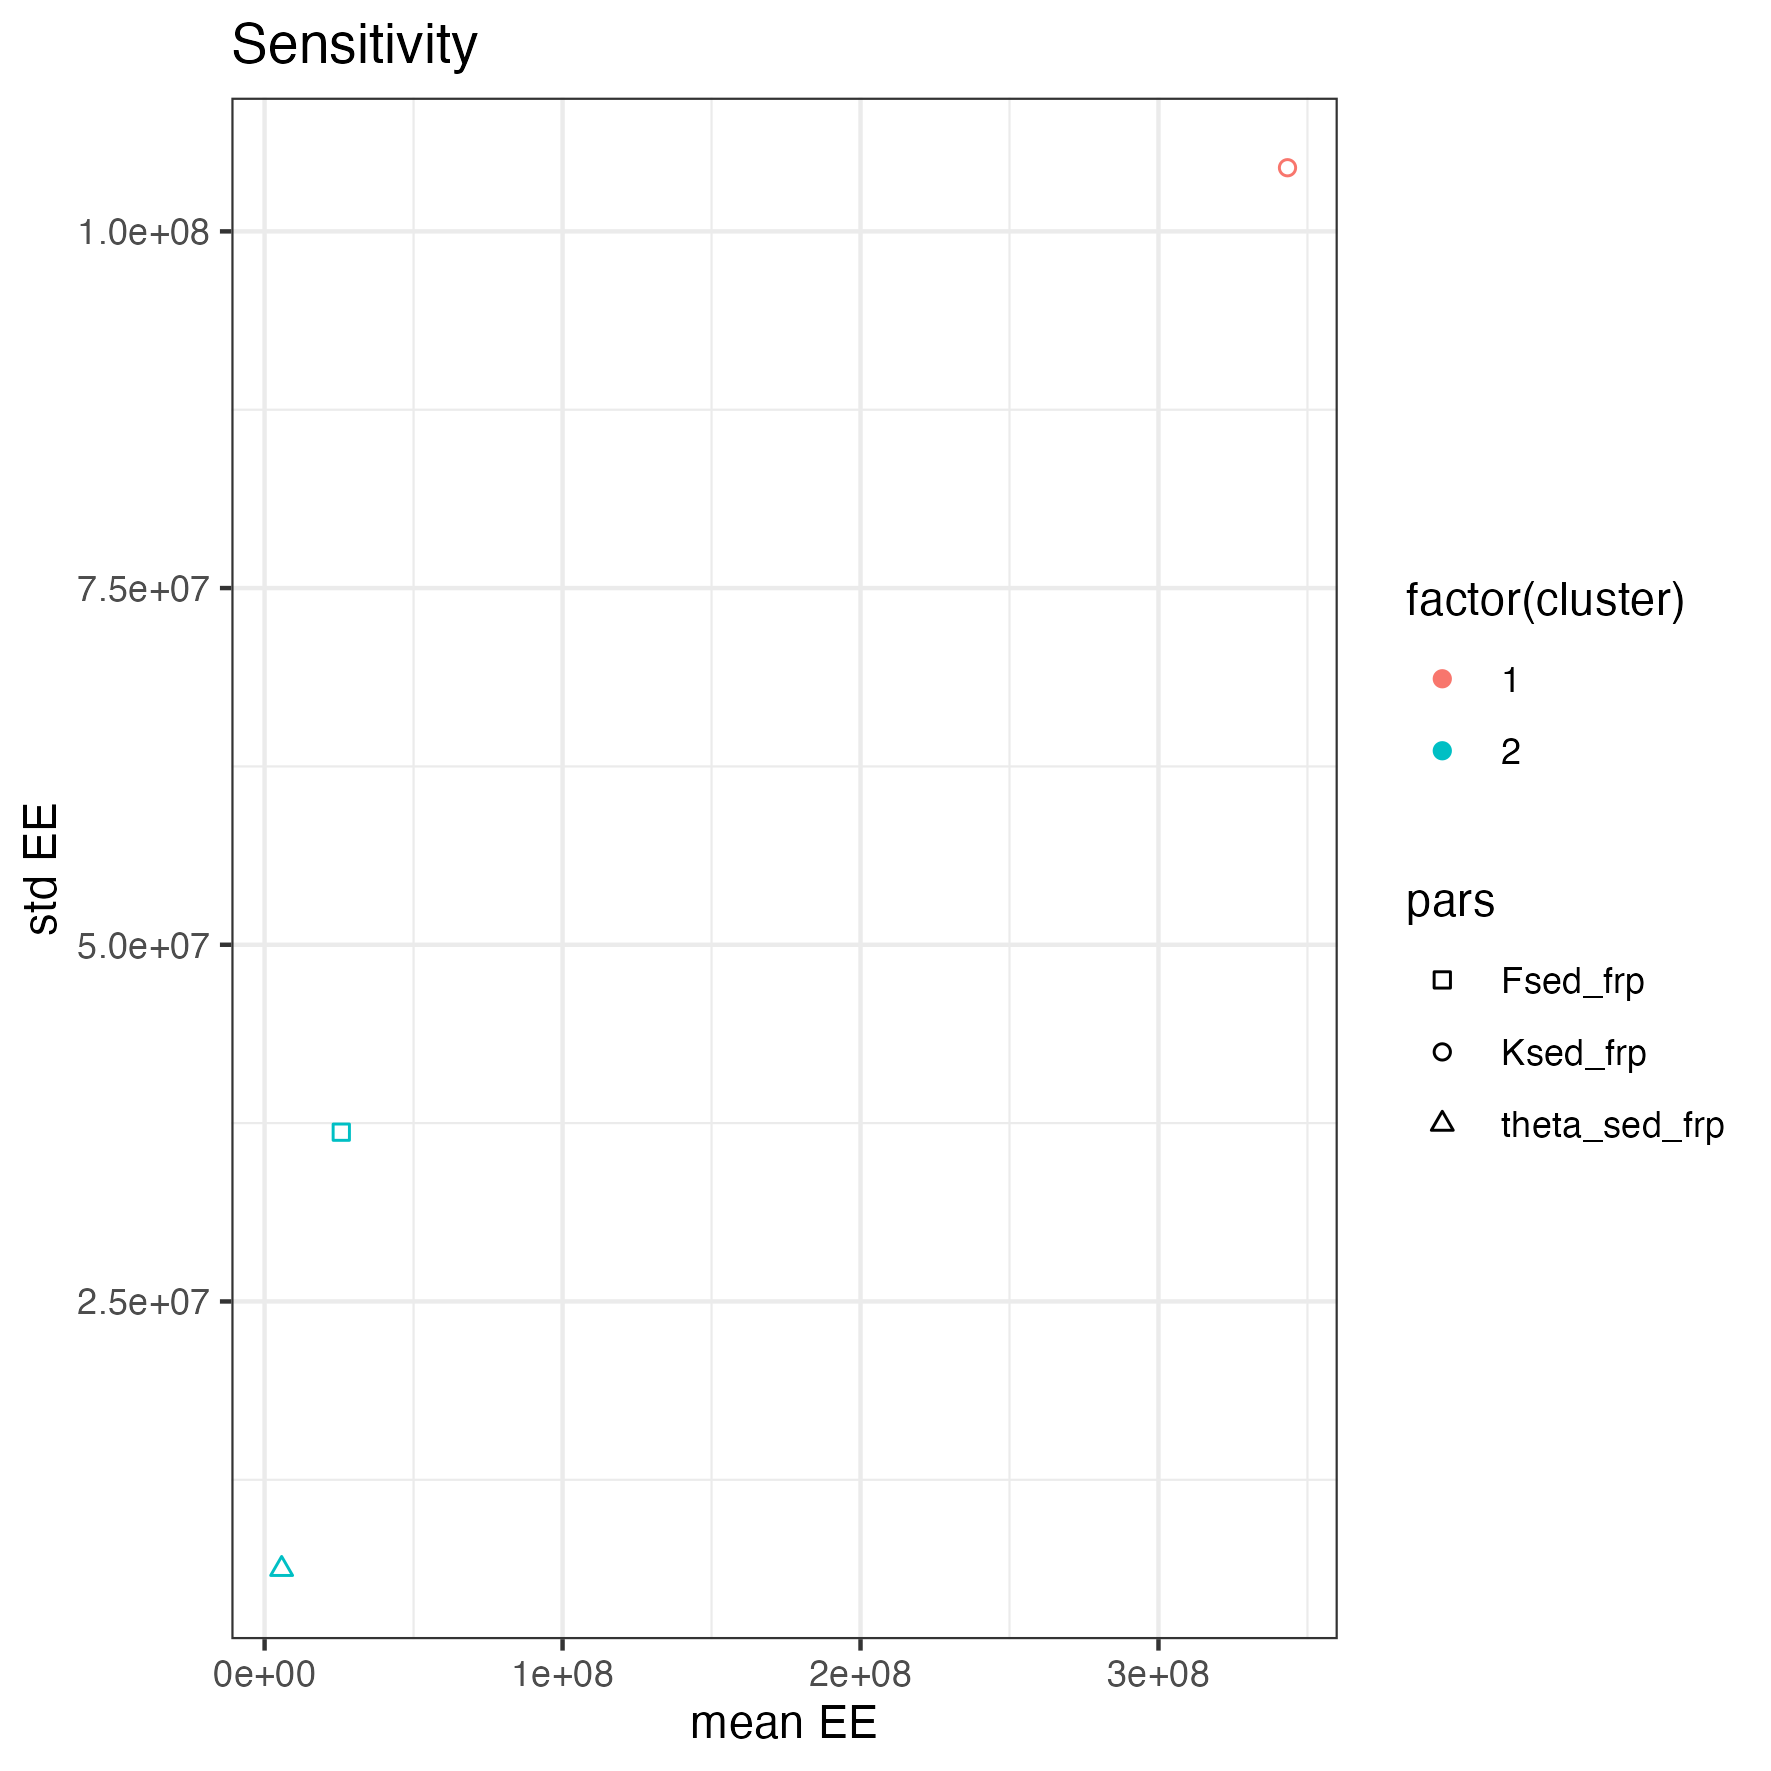 Sensitivity
1.0e+08
7.5e+07
5.0e+07
2.5e+07
std EE
0e+00 1e+08 2e+08 3e+08
mean EE
factor(cluster)
1
2
pars
Fsed_frp
Ksed_frp
theta_sed_frp